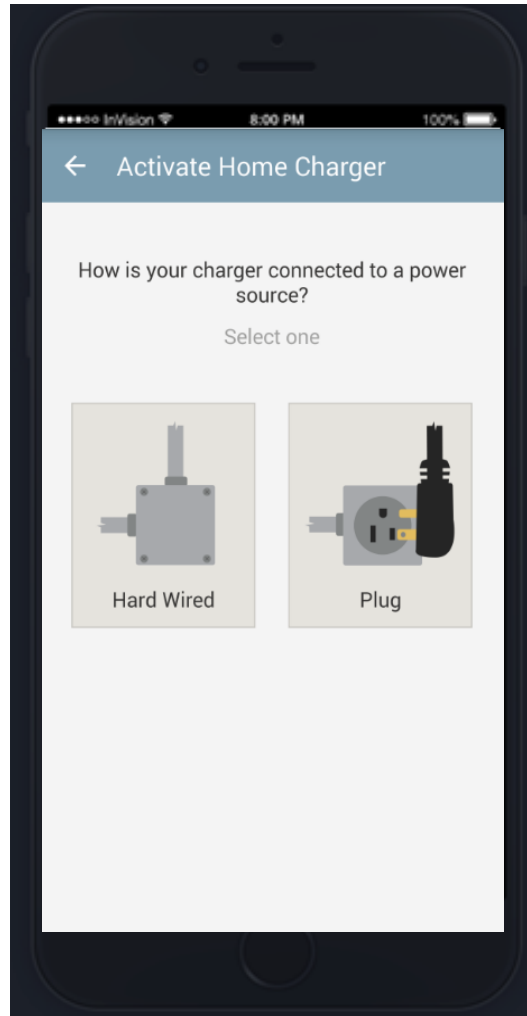 InVision 8:00 PM 100%
Activate Home Charger
How is your charger connected to a power
source?
Select one
Hard Wired Plug